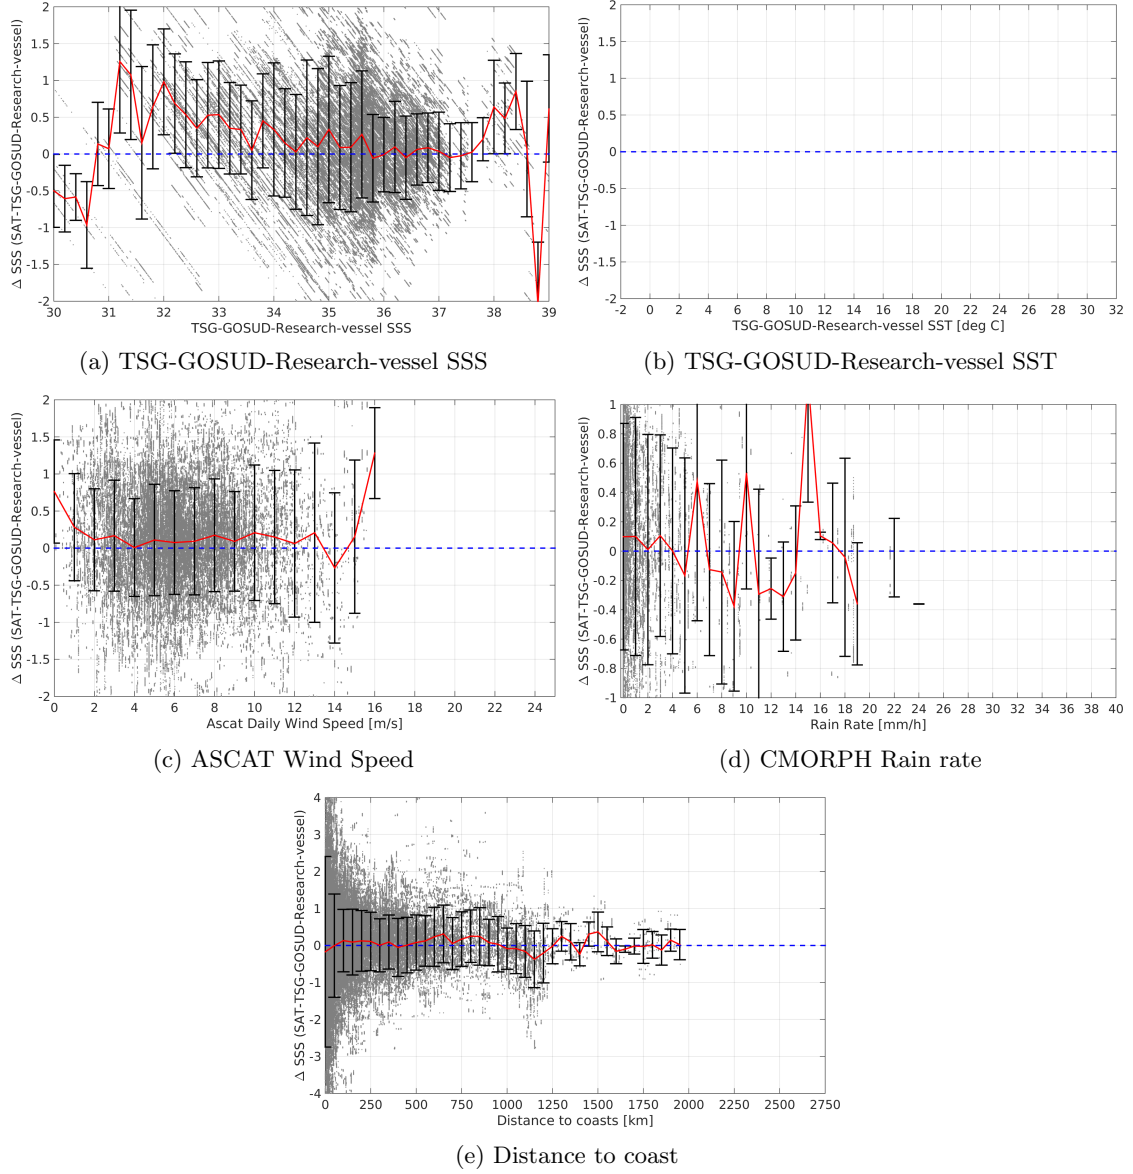 2
1.5
1
0.5
0
-0.5
-1
-1.5
-2
Δ SSS (SAT-TSG-GOSUD-Research-vessel)
30 31 32 33 34 35 36 37 38 39
TSG-GOSUD-Research-vessel SSS
(a) TSG-GOSUD-Research-vessel SSS
2
1.5
1
0.5
0
-0.5
-1
-1.5
-2
Δ SSS (SAT-TSG-GOSUD-Research-vessel)
-2 0 2 4 6 8 10 12 14 16 18 20 22 24 26 28 30 32
TSG-GOSUD-Research-vessel SST [deg C]
(b) TSG-GOSUD-Research-vessel SST
2
1.5
1
0.5
0
-0.5
-1
-1.5
-2
Δ SSS (SAT-TSG-GOSUD-Research-vessel)
0 2 4 6 8 10 12 14 16 18 20 22 24
Ascat Daily Wind Speed [m/s]
(c) ASCAT Wind Speed
1
0.8
0.6
0.4
0.2
0
-0.2
-0.4
-0.6
-0.8
-1
Δ SSS (SAT-TSG-GOSUD-Research-vessel)
0 2 4 6 8 10 12 14 16 18 20 22 24 26 28 30 32 34 36 38 40
Rain Rate [mm/h]
(d) CMORPH Rain rate
4
3
2
1
0
-1
-2
-3
-4
Δ SSS (SAT-TSG-GOSUD-Research-vessel)
0 250 500 750 1000 1250 1500 1750 2000 2250 2500 2750
Distance to coasts [km]
(e) Distance to coast